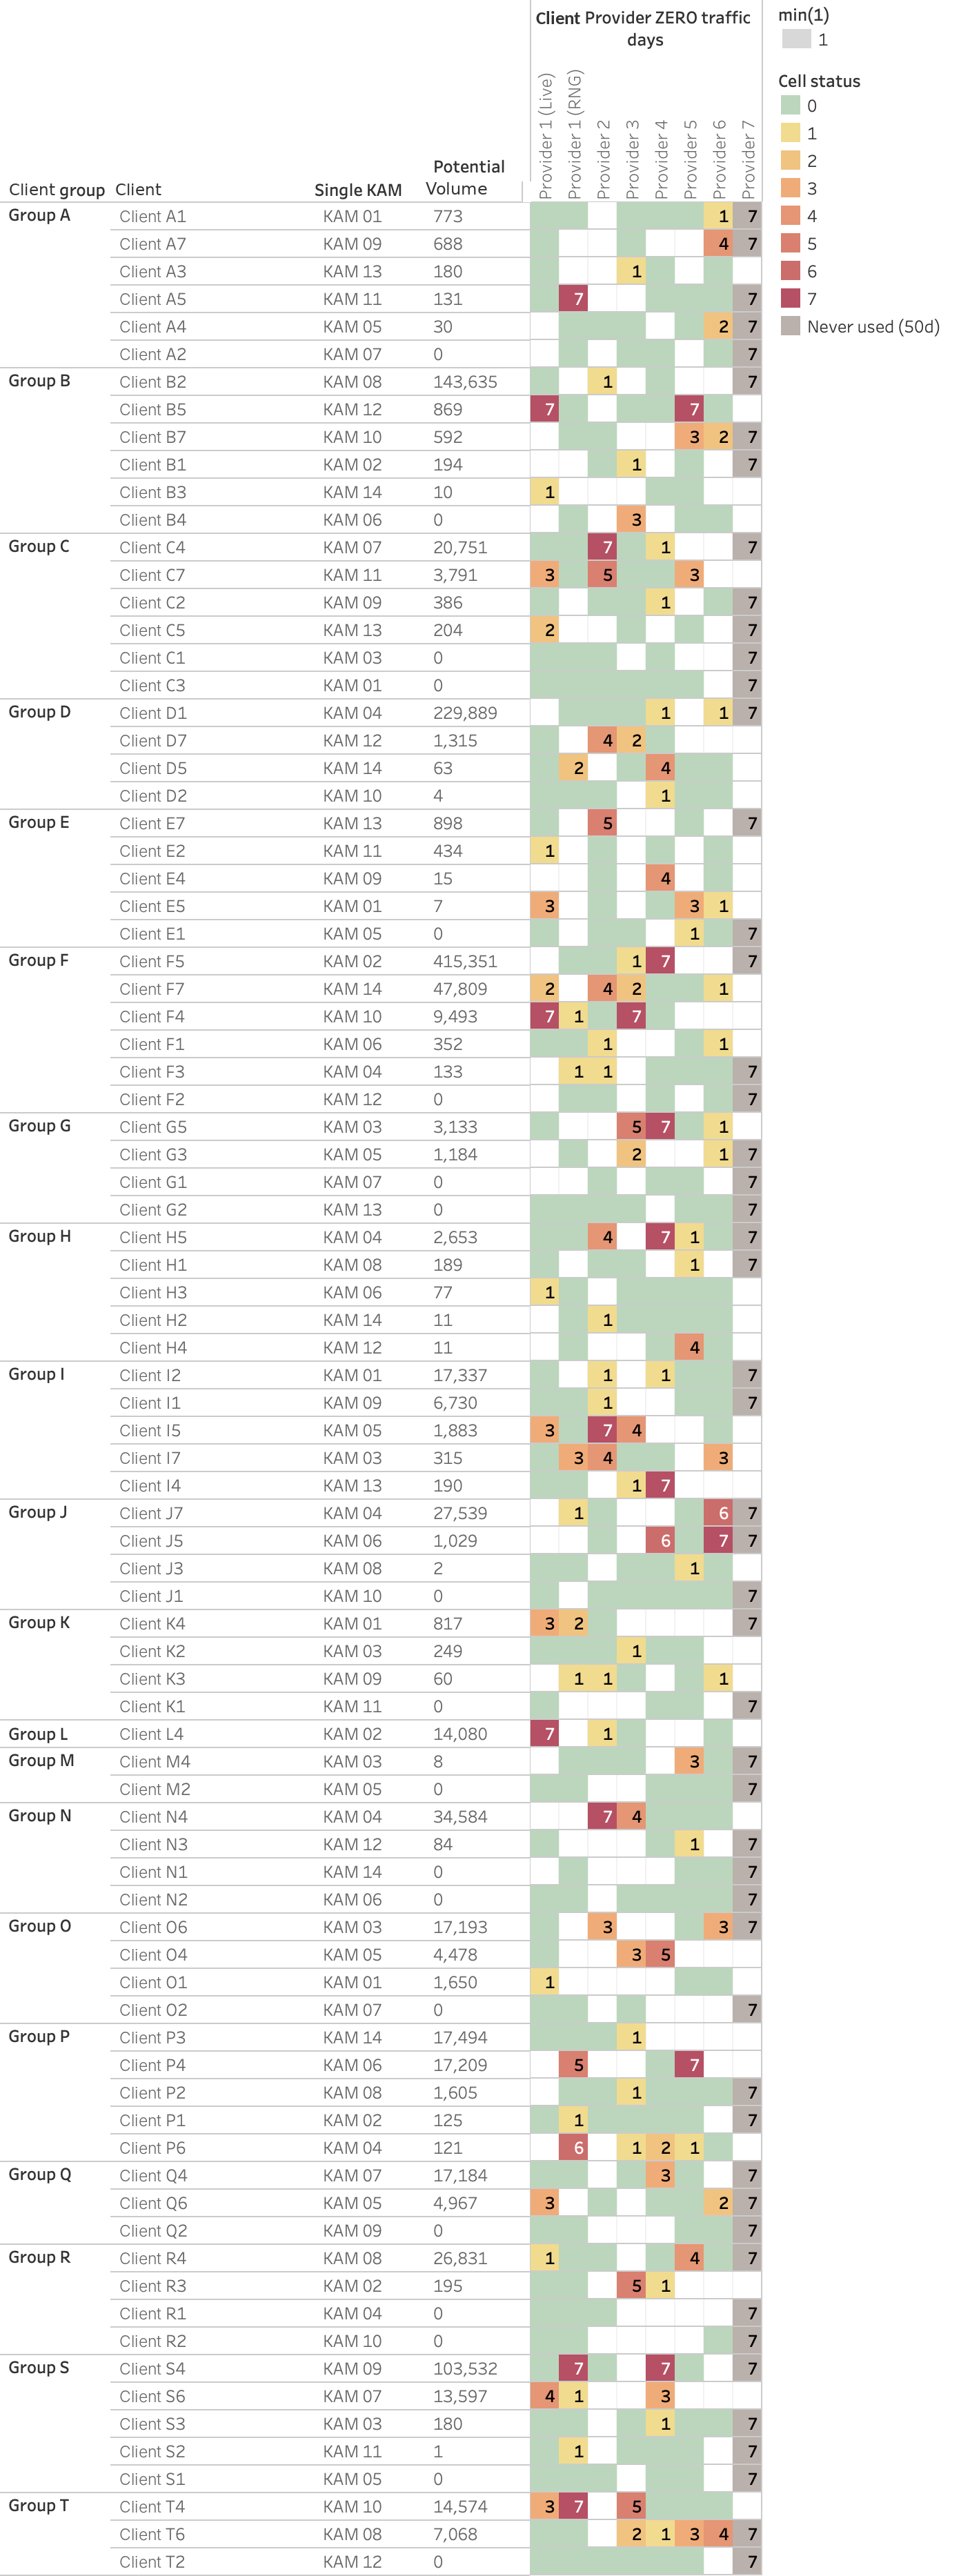 Client Provider ZERO traffic
days
min(1)
1
Cell status
0
1
2
3
4
5
6
7
Never used (50d)
Provider 1 (Live)
Provider 1 (RNG)
Provider 2
Provider 3
Provider 4
Provider 5
Provider 6
Provider 7
Client group Client Single KAM Potential Volume
Group A Client A1 KAM 01 773 1 7
Client A7 KAM 09 688 4 7
Client A3 KAM 13 180 1
Client A5 KAM 11 131 7 7
Client A4 KAM 05 30 2 7
Client A2 KAM 07 0 7
Group B Client B2 KAM 08 143,635 1 7
Client B5 KAM 12 869 7 7
Client B7 KAM 10 592 3 2 7
Client B1 KAM 02 194 1 7
Client B3 KAM 14 10 1
Client B4 KAM 06 0 3
Group C Client C4 KAM 07 20,751 7 1 7
Client C7 KAM 11 3,791 3 5 3
Client C2 KAM 09 386 1 7
Client C5 KAM 13 204 2 7
Client C1 KAM 03 0 7
Client C3 KAM 01 0 7
Group D Client D1 KAM 04 229,889 1 1 7
Client D7 KAM 12 1,315 4 2
Client D5 KAM 14 63 2 4
Client D2 KAM 10 4 1
Group E Client E7 KAM 13 898 5 7
Client E2 KAM 11 434 1
Client E4 KAM 09 15 4
Client E5 KAM 01 7 3 3 1
Client E1 KAM 05 0 1 7
Group F Client F5 KAM 02 415,351 1 7 7
Client F7 KAM 14 47,809 2 4 2 1
Client F4 KAM 10 9,493 7 1 7
Client F1 KAM 06 352 1 1
Client F3 KAM 04 133 1 1 7
Client F2 KAM 12 0 7
Group G Client G5 KAM 03 3,133 5 7 1
Client G3 KAM 05 1,184 2 1 7
Client G1 KAM 07 0 7
Client G2 KAM 13 0 7
Group H Client H5 KAM 04 2,653 4 7 1 7
Client H1 KAM 08 189 1 7
Client H3 KAM 06 77 1
Client H2 KAM 14 11 1
Client H4 KAM 12 11 4
Group I Client I2 KAM 01 17,337 1 1 7
Client I1 KAM 09 6,730 1 7
Client I5 KAM 05 1,883 3 7 4
Client I7 KAM 03 315 3 4 3
Client I4 KAM 13 190 1 7
Group J Client J7 KAM 04 27,539 1 6 7
Client J5 KAM 06 1,029 6 7 7
Client J3 KAM 08 2 1
Client J1 KAM 10 0 7
Group K Client K4 KAM 01 817 3 2 7
Client K2 KAM 03 249 1
Client K3 KAM 09 60 1 1 1
Client K1 KAM 11 0 7
Group L Client L4 KAM 02 14,080 7 1
Group M Client M4 KAM 03 8 3 7
Client M2 KAM 05 0 7
Group N Client N4 KAM 04 34,584 7 4
Client N3 KAM 12 84 1 7
Client N1 KAM 14 0 7
Client N2 KAM 06 0 7
Group O Client O6 KAM 03 17,193 3 3 7
Client O4 KAM 05 4,478 3 5
Client O1 KAM 01 1,650 1
Client O2 KAM 07 0 7
Group P Client P3 KAM 14 17,494 1
Client P4 KAM 06 17,209 5 7
Client P2 KAM 08 1,605 1 7
Client P1 KAM 02 125 1 7
Client P6 KAM 04 121 6 1 2 1
Group Q Client Q4 KAM 07 17,184 3 7
Client Q6 KAM 05 4,967 3 2 7
Client Q2 KAM 09 0 7
Group R Client R4 KAM 08 26,831 1 4 7
Client R3 KAM 02 195 5 1
Client R1 KAM 04 0 7
Client R2 KAM 10 0 7
Group S Client S4 KAM 09 103,532 7 7 7
Client S6 KAM 07 13,597 4 1 3
Client S3 KAM 03 180 1 7
Client S2 KAM 11 1 1 7
Client S1 KAM 05 0 7
Group T Client T4 KAM 10 14,574 3 7 5
Client T6 KAM 08 7,068 2 1 3 4 7
Client T2 KAM 12 0 7